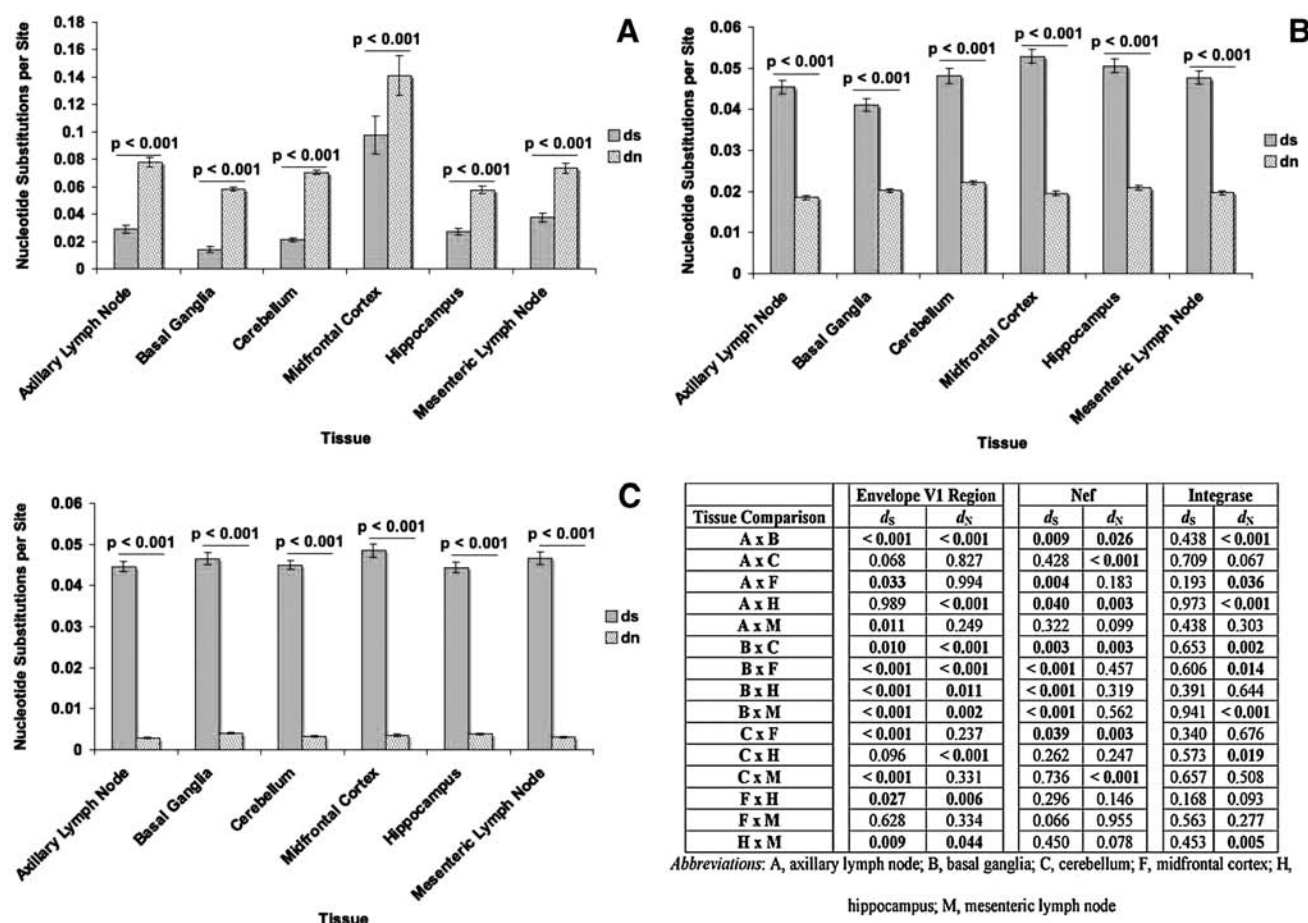 A
Nucleotide Substitutions per Site
0.18
0.16
0.14
0.12
0.1
0.08
0.06
0.04
0.02
0
p < 0.001
p < 0.001
p < 0.001
p < 0.001
p < 0.001
p < 0.001
ds
dn
Axillary Lymph Node
Basal Ganglia
Cerebellum
Midfrontal Cortex
Hippocampus
Mesenteric Lymph Node
Tissue
B
Nucleotide Substitutions per Site
0.06
0.05
0.04
0.03
0.02
0.01
0
p < 0.001
p < 0.001
p < 0.001
p < 0.001
p < 0.001
p < 0.001
ds
dn
Axillary Lymph Node
Basal Ganglia
Cerebellum
Midfrontal Cortex
Hippocampus
Mesenteric Lymph Node
Tissue
C
Nucleotide Substitutions per Site
0.06
0.05
0.04
0.03
0.02
0.01
0
p < 0.001
p < 0.001
p < 0.001
p < 0.001
p < 0.001
p < 0.001
ds
dn
Axillary Lymph Node
Basal Ganglia
Cerebellum
Midfrontal Cortex
Hippocampus
Mesenteric Lymph Node
Tissue
Envelope V1 Region Nef Integrase
Tissue Comparison dS dN dS dN dS dN
A x B < 0.001 < 0.001 0.009 0.026 0.438 < 0.001
A x C 0.068 0.827 0.428 < 0.001 0.709 0.067
A x F 0.033 0.994 0.004 0.183 0.193 0.036
A x H 0.989 < 0.001 0.040 0.003 0.973 < 0.001
A x M 0.011 0.249 0.322 0.099 0.438 0.303
B x C 0.010 < 0.001 0.003 0.003 0.653 0.002
B x F < 0.001 < 0.001 < 0.001 0.457 0.606 0.014
B x H < 0.001 0.011 < 0.001 0.319 0.391 0.644
B x M < 0.001 0.002 < 0.001 0.562 0.941 < 0.001
C x F < 0.001 0.237 0.039 0.003 0.340 0.676
C x H 0.096 < 0.001 0.262 0.247 0.573 0.019
C x M < 0.001 0.331 0.736 < 0.001 0.657 0.508
F x H 0.027 0.006 0.296 0.146 0.168 0.093
F x M 0.628 0.334 0.066 0.955 0.563 0.277
H x M 0.009 0.044 0.450 0.078 0.453 0.005
Abbreviations: A, axillary lymph node; B, basal ganglia; C, cerebellum; F, midfrontal cortex; H,
hippocampus; M, mesenteric lymph node